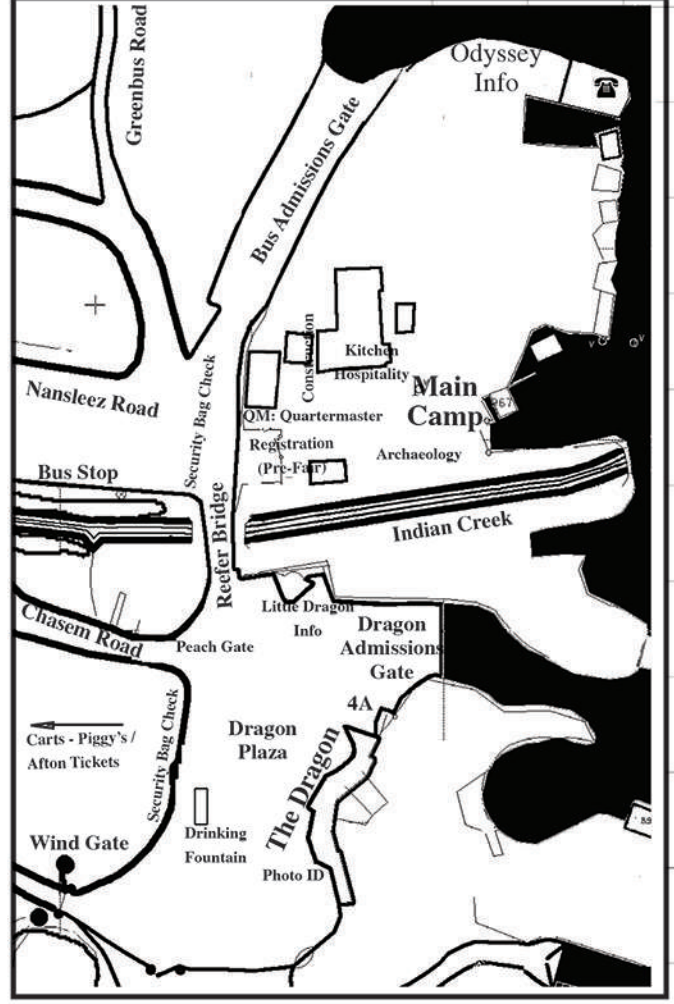 Greenbus Road
Odyssey
Info
Bus Admissions Gate
Construction
Kitchen
Hospitality
Main
Camp
967
Nansleez Road
Security Bag Check
QM: Quartermaster
Registration
(Pre-Fair)
Archaeology
Bus Stop
Reefer Bridge
Indian Creek
Little Dragon
Info
Chasem Road
Peach Gate
Dragon
Admissions
Gate
4A
Carts - Piggy's /
Afton Tickets
Security Bag Check
Dragon
Plaza
The Dragon
Drinking
Fountain
Wind Gate
Photo ID